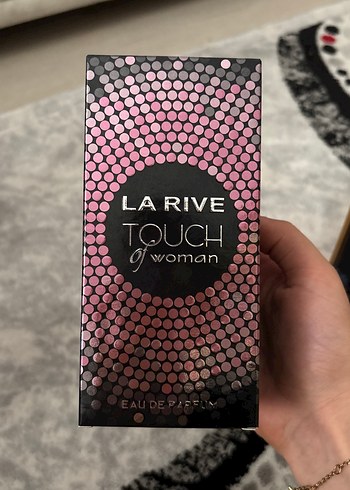 LA RIVE
TOUCH
of woman
EAU DE PARFUM